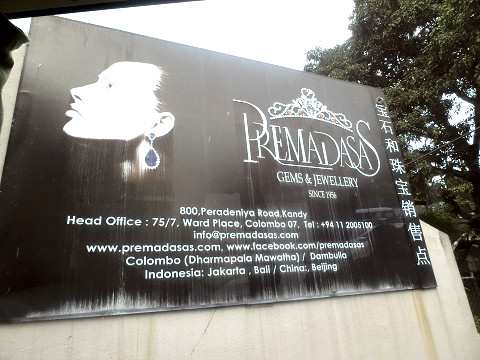 PREMADASAS
GEMS & JEWELLERY
SINCE 1956
宝石和珠宝销售点
800,Peradeniya Road,Kandy
Head Office : 75/7, Ward Place, Colombo 07, Tel : +94 11 2005100
info@premadasas.com
www.premadasas.com, www.facebook.com/premadasas
Colombo (Dharmapala Mawatha) / Dambulla
Indonesia: Jakarta , Bali / China:, Beijing